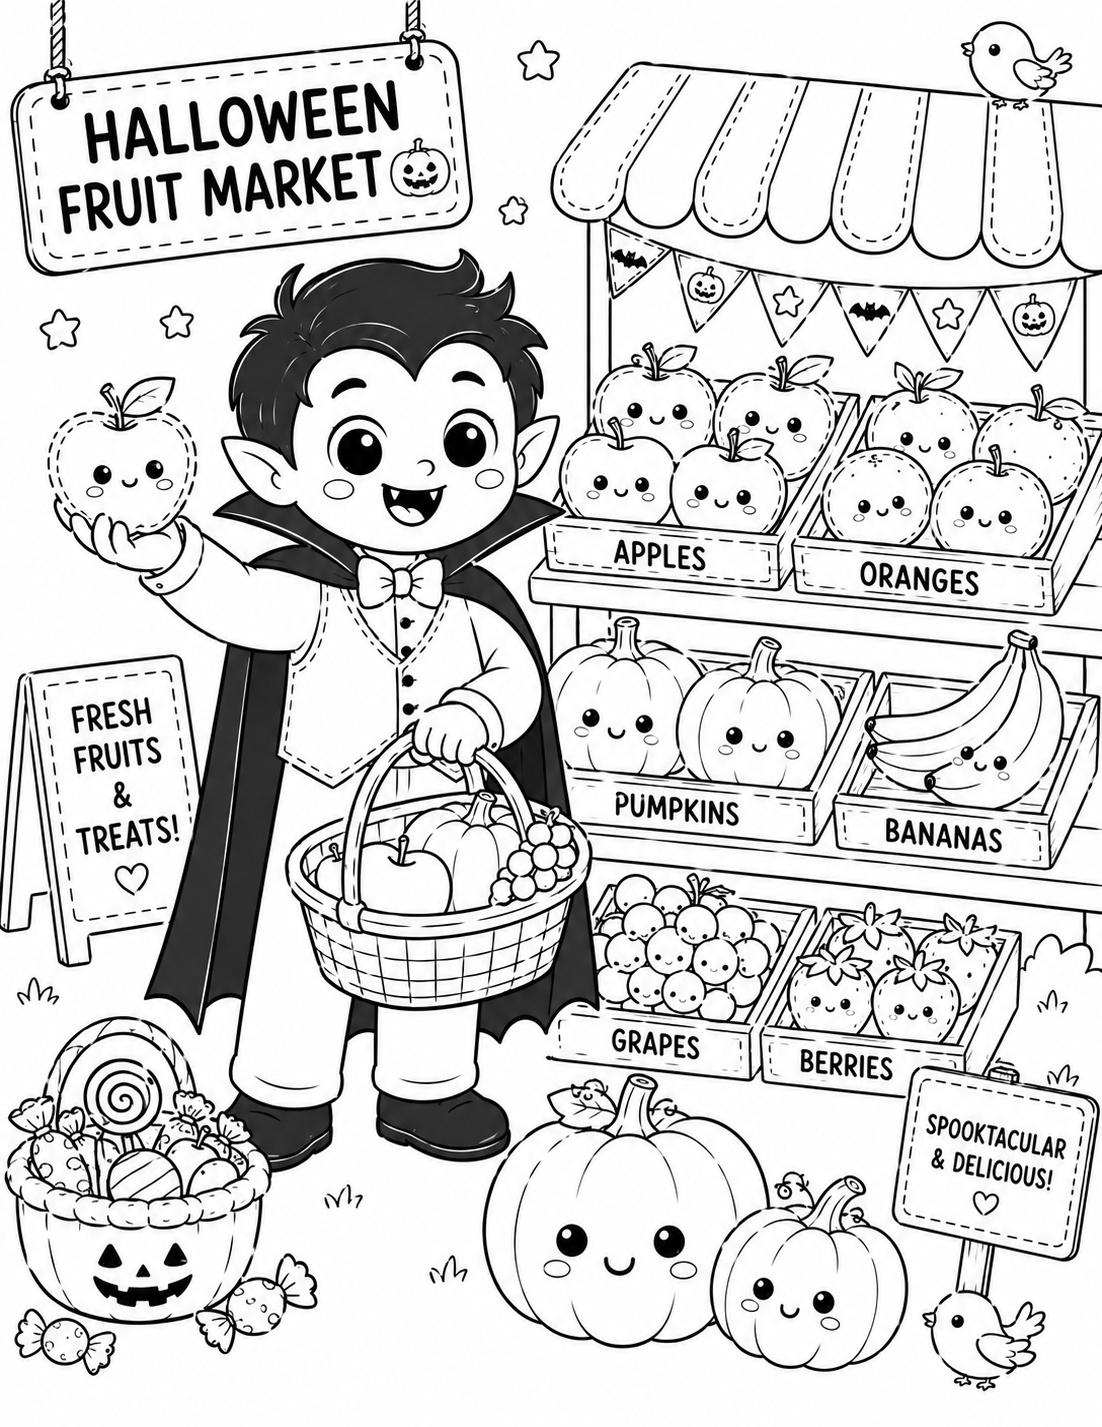 HALLOWEEN
FRUIT MARKET
APPLES
ORANGES
FRESH
FRUITS
&
TREATS!
PUMPKINS
BANANAS
GRAPES
BERRIES
SPOOKTACULAR
& DELICIOUS!